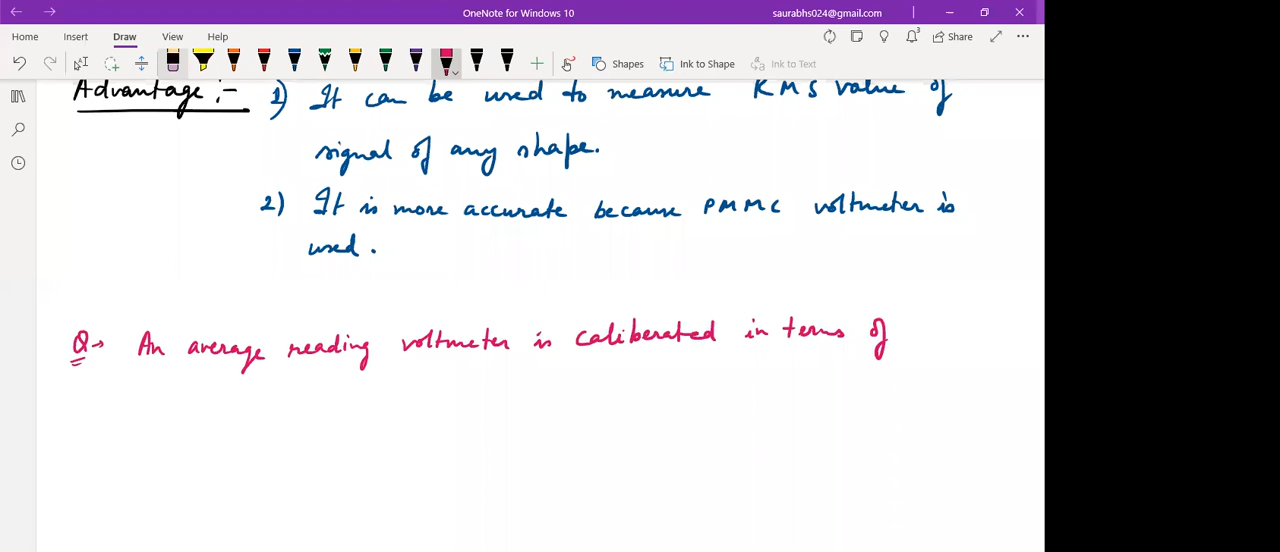 OneNote for Windows 10
saurabhs024@gmail.com
Home Insert Draw View Help
Share
Shapes
Ink to Shape
Ink to Text
Advantage :- 1) It can be used to measure RMS value of
signal of any shape.
2) It is more accurate because PMMC voltmeter is
used.
Q→ An average reading voltmeter is caliberated in terms of